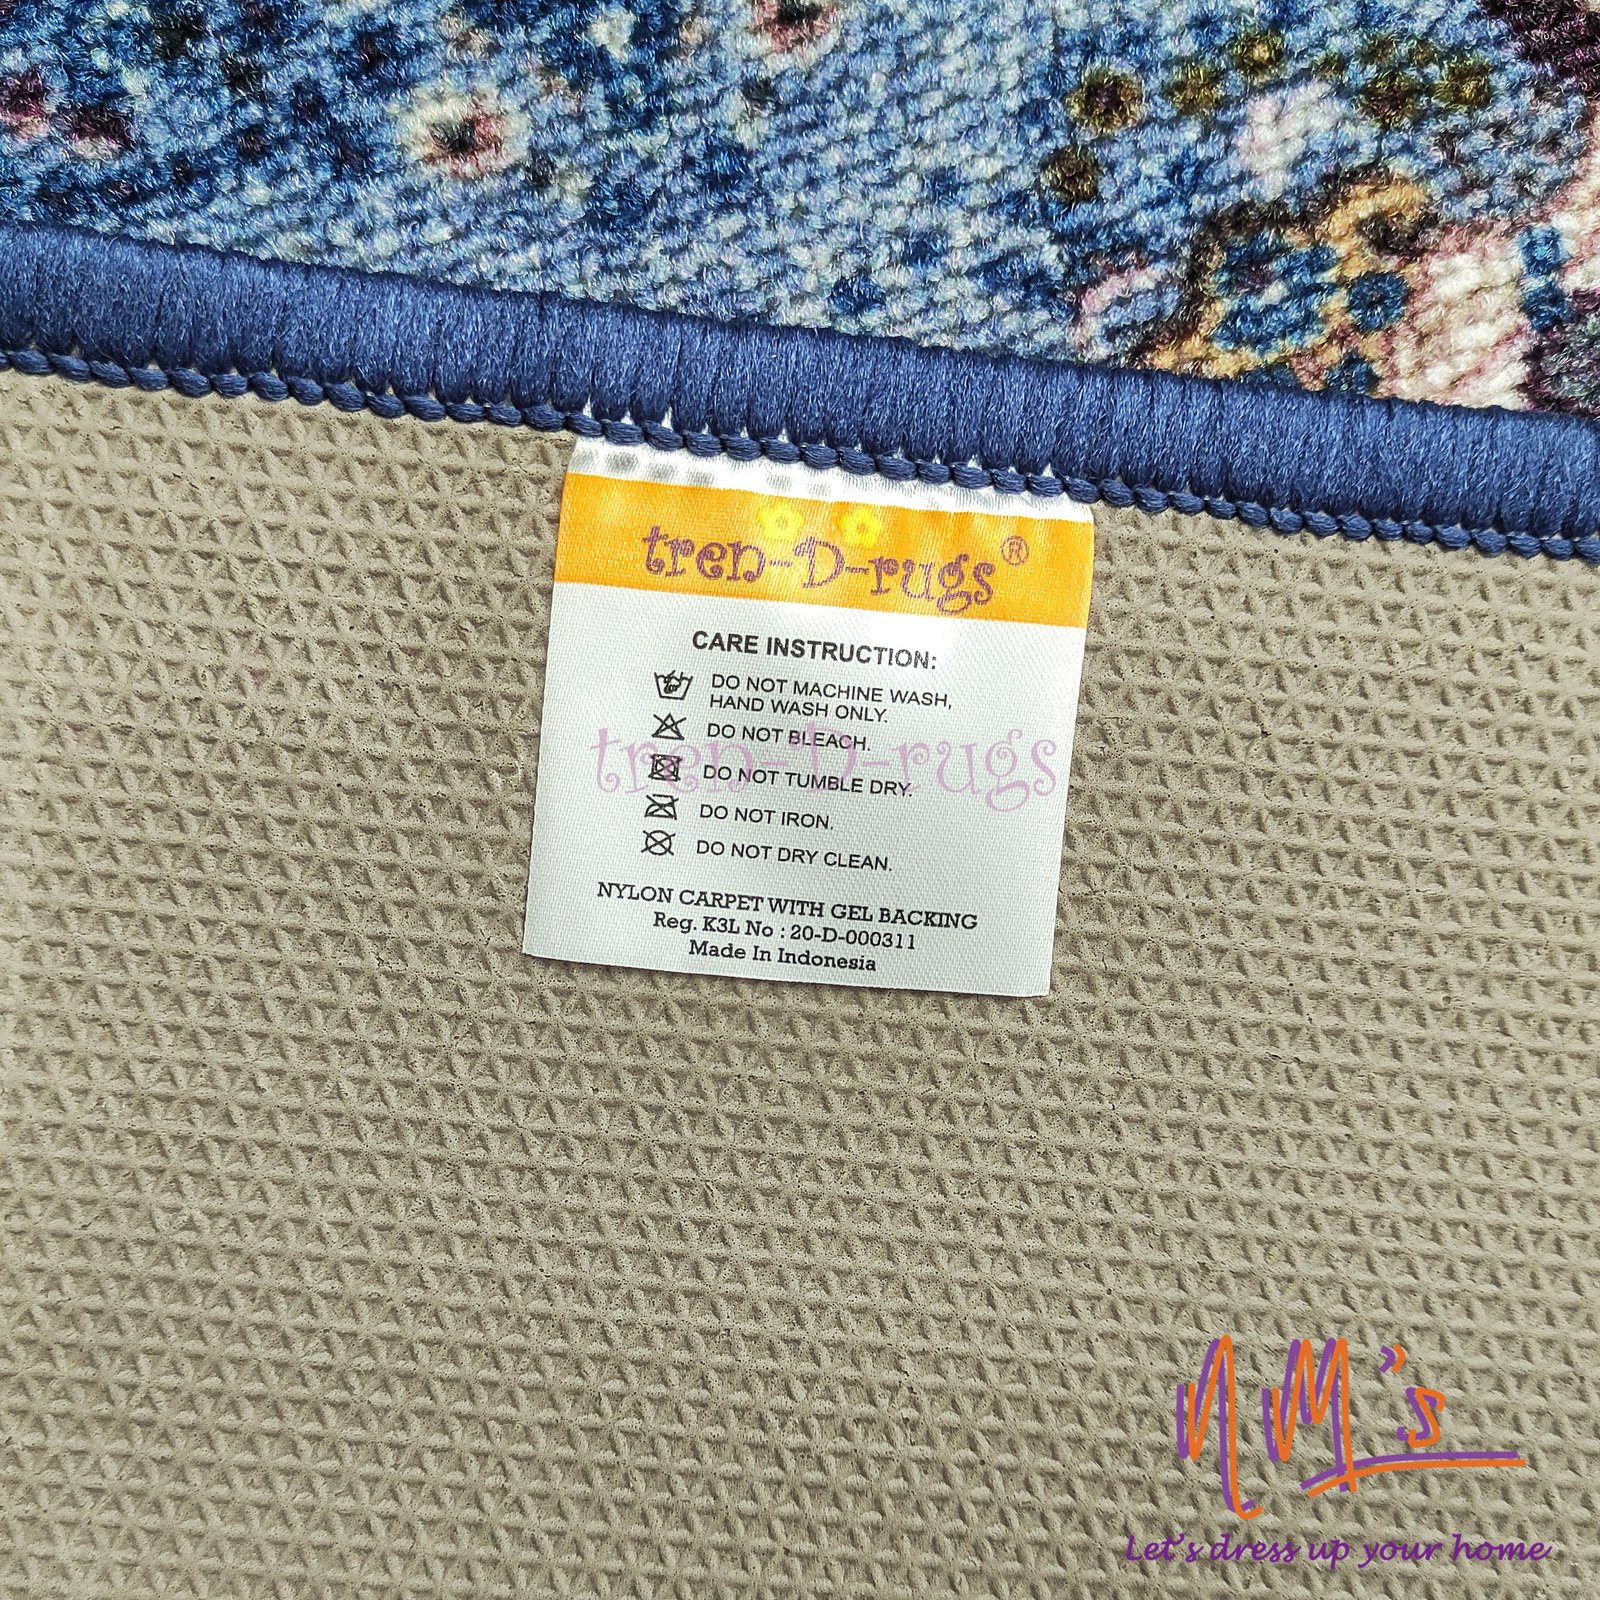 tren-D-rugs®
CARE INSTRUCTION:
DO NOT MACHINE WASH,
HAND WASH ONLY.
DO NOT BLEACH.
tren-D-rugs
DO NOT TUMBLE DRY.
DO NOT IRON.
DO NOT DRY CLEAN.
NYLON CARPET WITH GEL BACKING
Reg. K3L No : 20-D-000311
Made In Indonesia
NM"s
Let's dress up your home